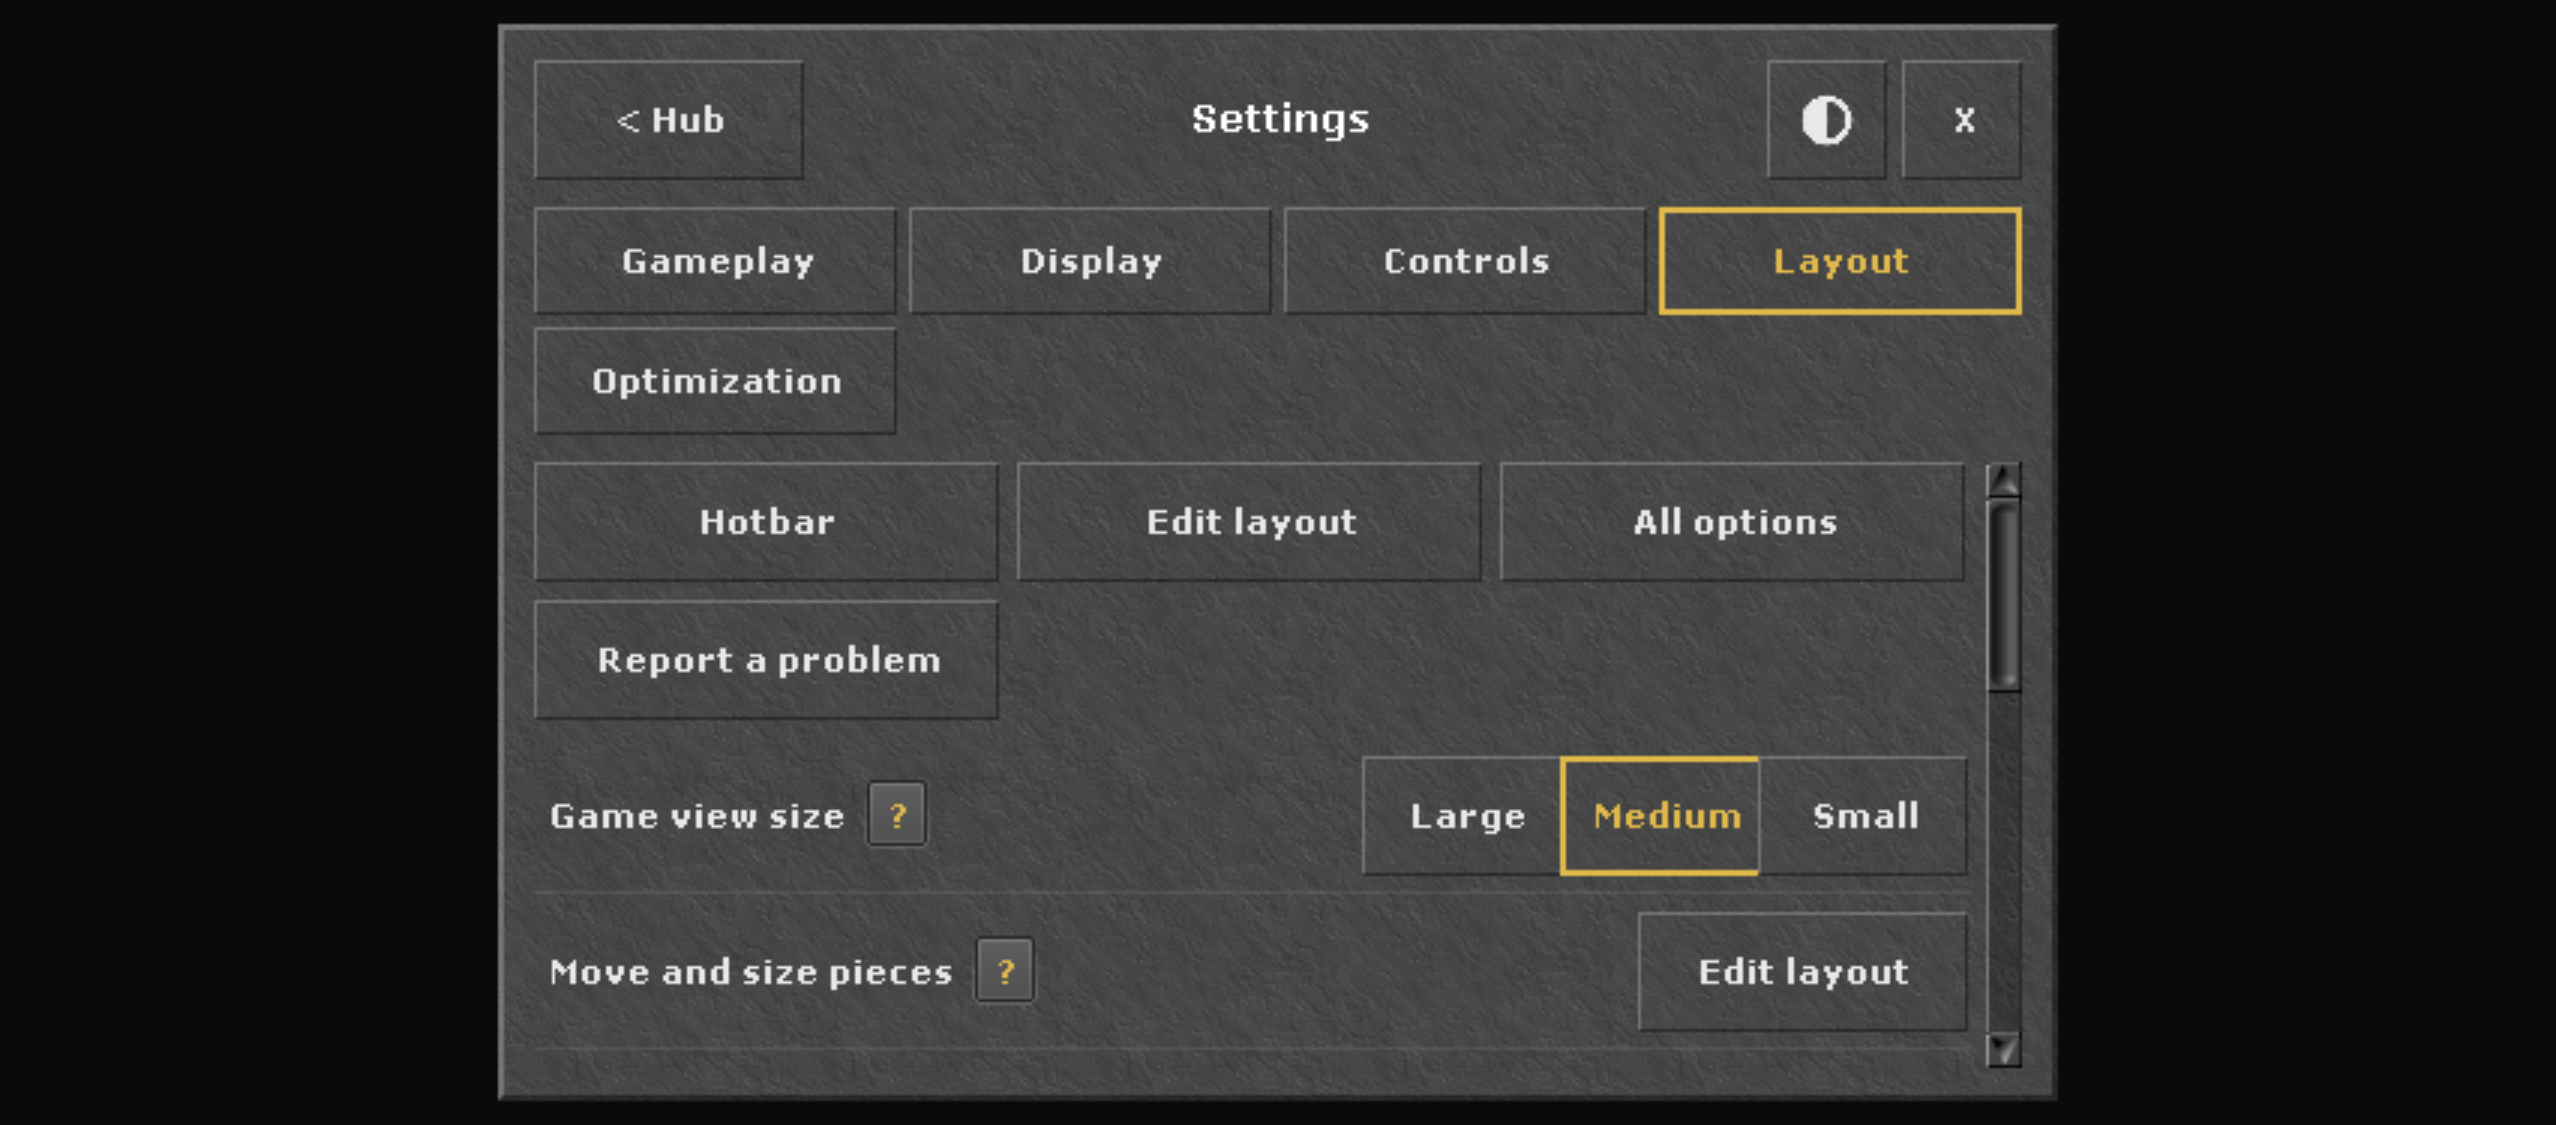 < Hub
Settings
x
Gameplay
Display
Controls
Layout
Optimization
Hotbar
Edit layout
All options
Report a problem
Game view size
?
Large
Medium
Small
Move and size pieces
?
Edit layout